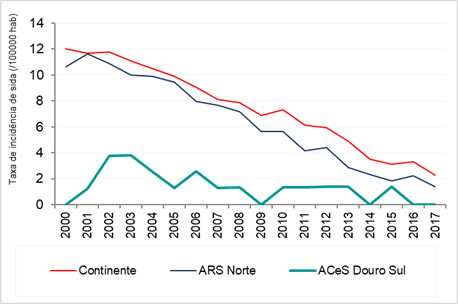 Taxa de incidência de sida (/100000 hab)
14
12
10
8
6
4
2
0
2000 2001 2002 2003 2004 2005 2006 2007 2008 2009 2010 2011 2012 2013 2014 2015 2016 2017
Continente ARS Norte ACeS Douro Sul